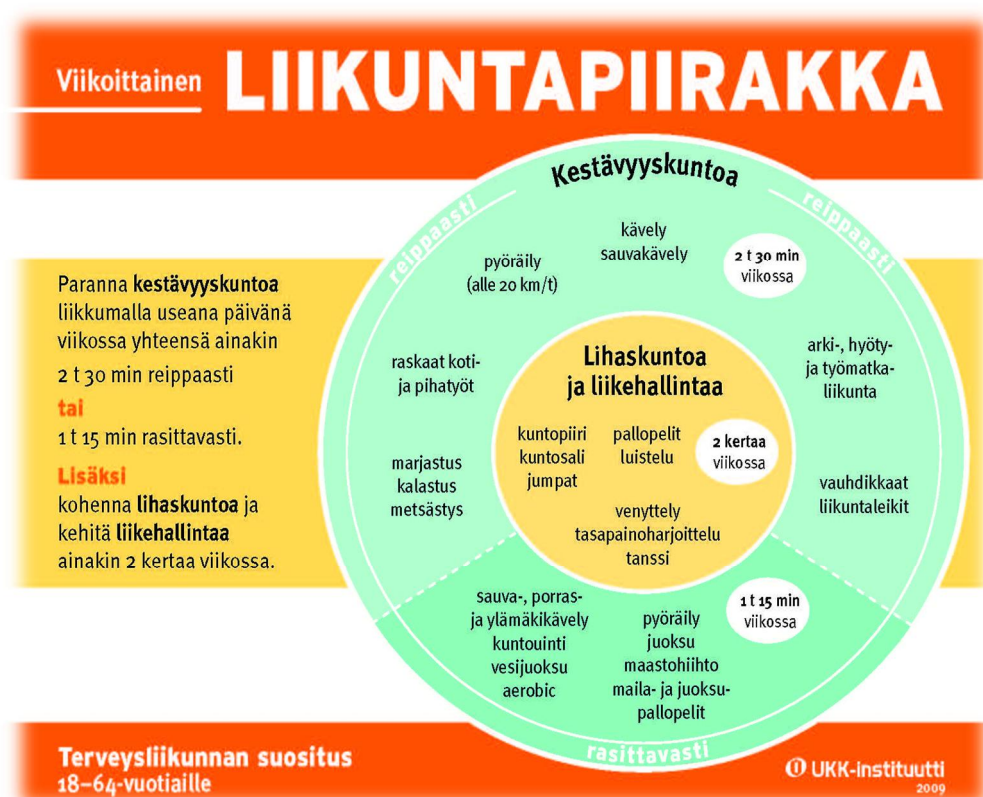 Viikoittainen LIIKUNTAPIIRAKKA
Paranna kestävyyskuntoa
liikkumalla useana päivänä
viikossa yhteensä ainakin
2 t 30 min reippaasti
tai
1 t 15 min rasittavasti.
Lisäksi
kohenna lihaskuntoa ja
kehitä liikehallintaa
ainakin 2 kertaa viikossa.
Kestävyyskuntoa
reippaasti
reippaasti
kävely
sauvakävely
2 t 30 min
viikossa
pyöräily
(alle 20 km/t)
raskaat koti-
ja pihatyöt
marjastus
kalastus
metsästys
arki-, hyöty-
ja työmatka-
liikunta
vauhdikkaat
liikuntaleikit
Lihaskuntoa
ja liikehallintaa
kuntopiiri
kuntosali
jumpat
pallopelit
luistelu
2 kertaa
viikossa
venyttely
tasapainoharjoittelu
tanssi
sauva-, porras-
ja ylämäkikävely
kuntouinti
vesijuoksu
aerobic
pyöräily
juoksu
maastohiihto
maila- ja juoksu-
pallopelit
1 t 15 min
viikossa
rasittavasti
Terveysliikunnan suositus
18–64-vuotiaille
UKK-instituutti
2009